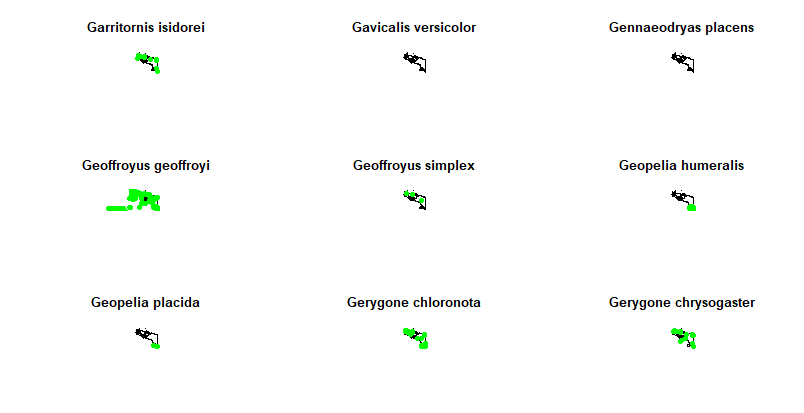 Garritornis isidorei
Gavicalis versicolor
Gennaeodryas placens
Geoffroyus geoffroyi
Geoffroyus simplex
Geopelia humeralis
Geopelia placida
Gerygone chloronota
Gerygone chrysogaster